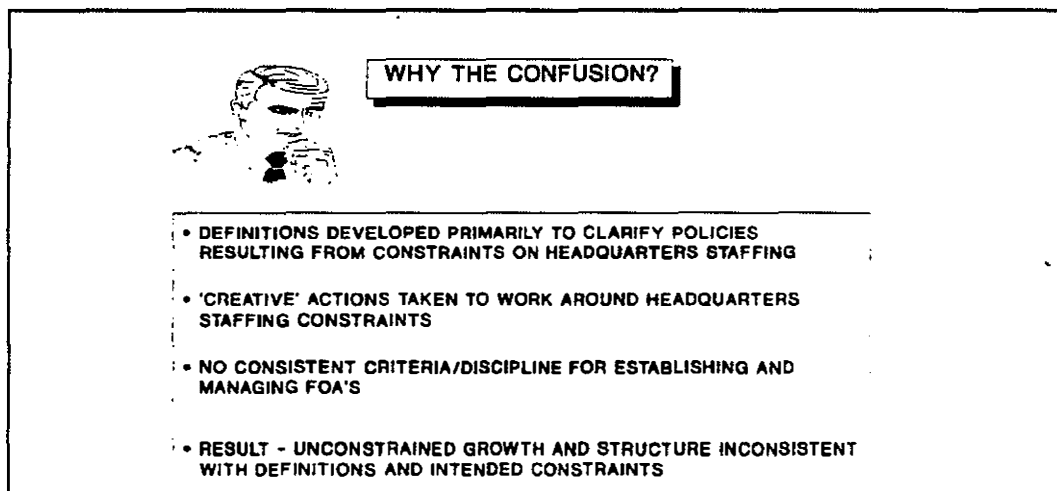 WHY THE CONFUSION?
• DEFINITIONS DEVELOPED PRIMARILY TO CLARIFY POLICIES
RESULTING FROM CONSTRAINTS ON HEADQUARTERS STAFFING
• 'CREATIVE' ACTIONS TAKEN TO WORK AROUND HEADQUARTERS
STAFFING CONSTRAINTS
• NO CONSISTENT CRITERIA/DISCIPLINE FOR ESTABLISHING AND
MANAGING FOA'S
• RESULT - UNCONSTRAINED GROWTH AND STRUCTURE INCONSISTENT
WITH DEFINITIONS AND INTENDED CONSTRAINTS